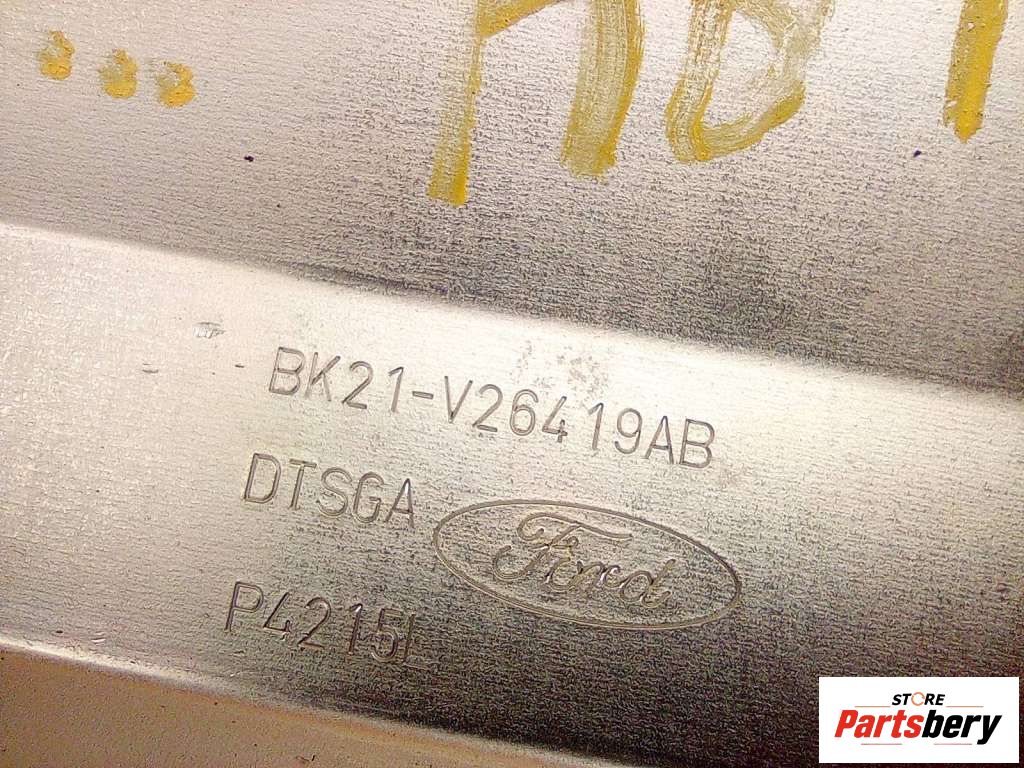 BK21-V26419AB
DTSGA
Ford
P4215L
STORE
Partsbery